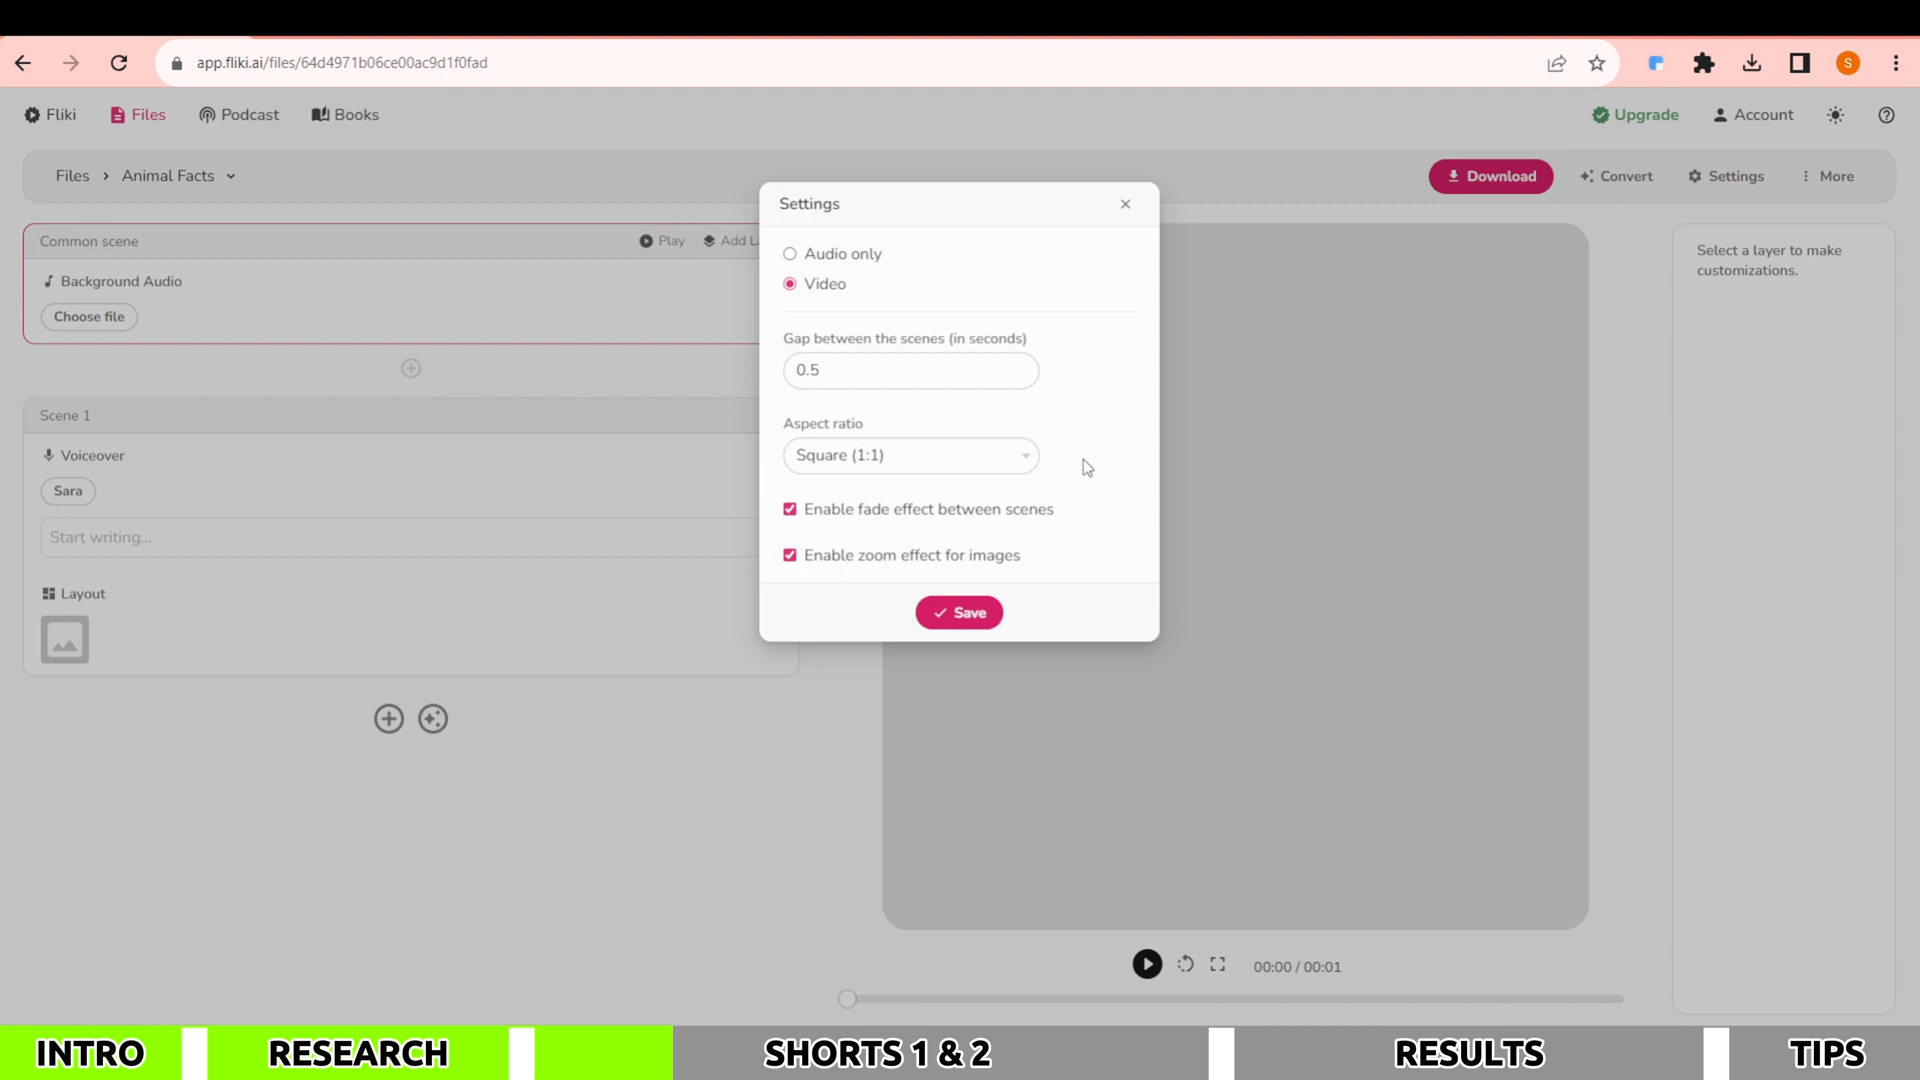 app.fliki.ai/files/64d4971b06ce00ac9d1f0fad
S
Fliki Files Podcast Books Upgrade Account
Files > Animal Facts Download Convert Settings More
Settings
Common scene Play Add La
Audio only
Select a layer to make customizations.
Background Audio
Video
Choose file
Gap between the scenes (in seconds)
0.5
Scene 1
Aspect ratio
Voiceover
Square (1:1)
Sara
Enable fade effect between scenes
Start writing...
Enable zoom effect for images
Layout
Save
00:00 / 00:01
INTRO RESEARCH SHORTS 1 & 2 RESULTS TIPS